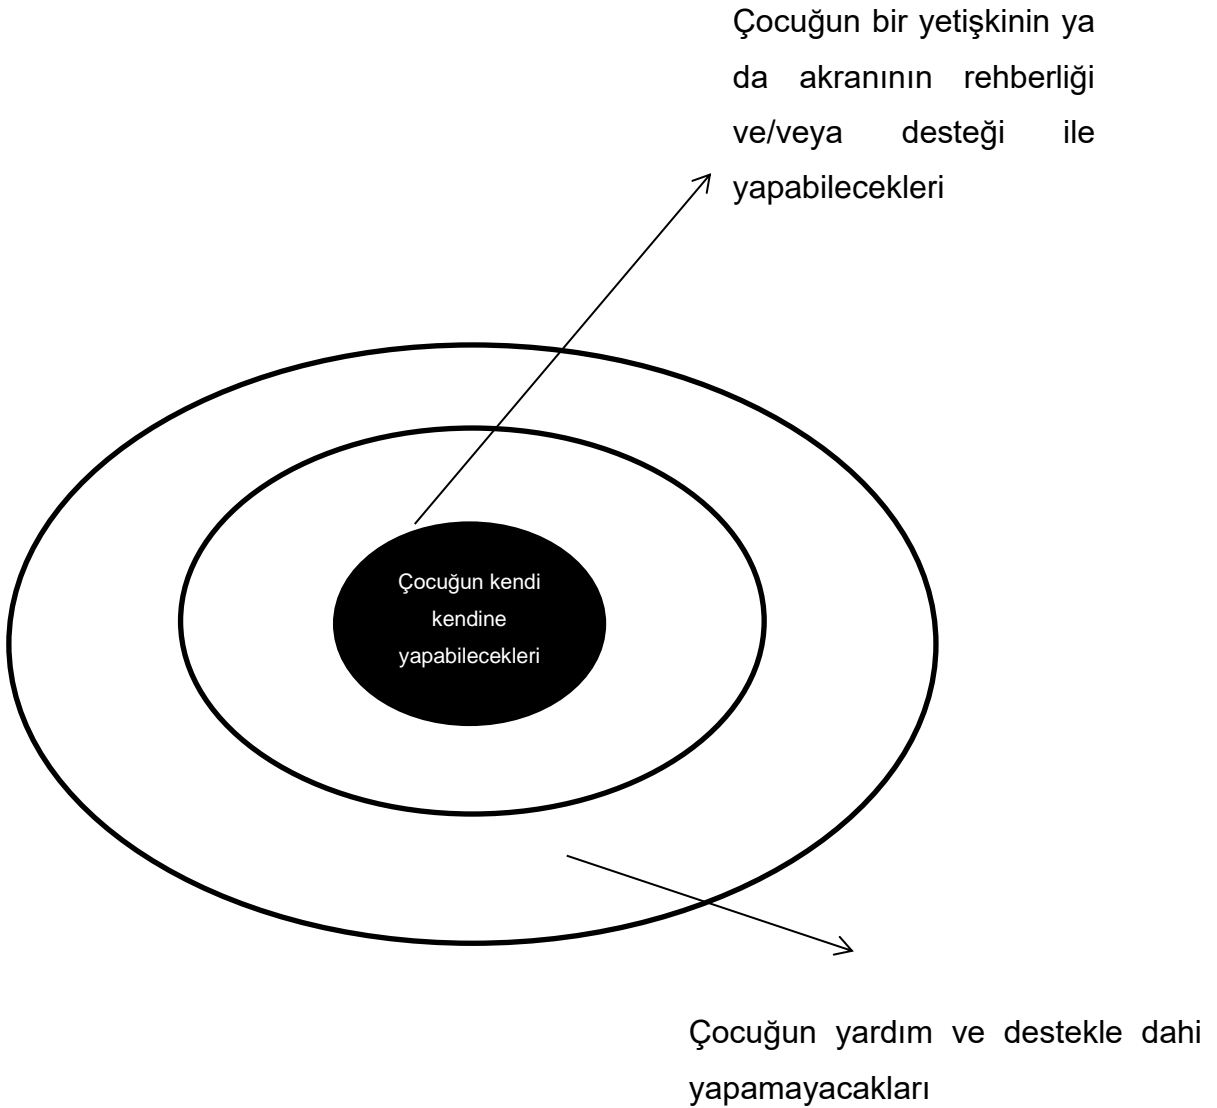 Çocuğun bir yetişkinin ya
da akranının rehberliği
ve/veya desteği ile
yapabilecekleri
Çocuğun kendi
kendine
yapabilecekleri
Çocuğun yardım ve destekle dahi
yapamayacakları